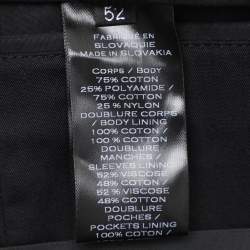 52
FABRIQUÉ EN
SLOVAQUIE
MADE IN SLOVAKIA
CORPS / BODY
75% COTON
25% POLYAMIDE /
75% COTTON
25% NYLON
DOUBLURE CORPS
/ BODY LINING
100% COTON /
100% COTTON
DOUBLURE
MANCHES /
SLEEVES LINING
52% VISCOSE
48% COTON /
52% VISCOSE
48% COTTON
DOUBLURE
POCHES /
POCKETS LINING
100% COTON /